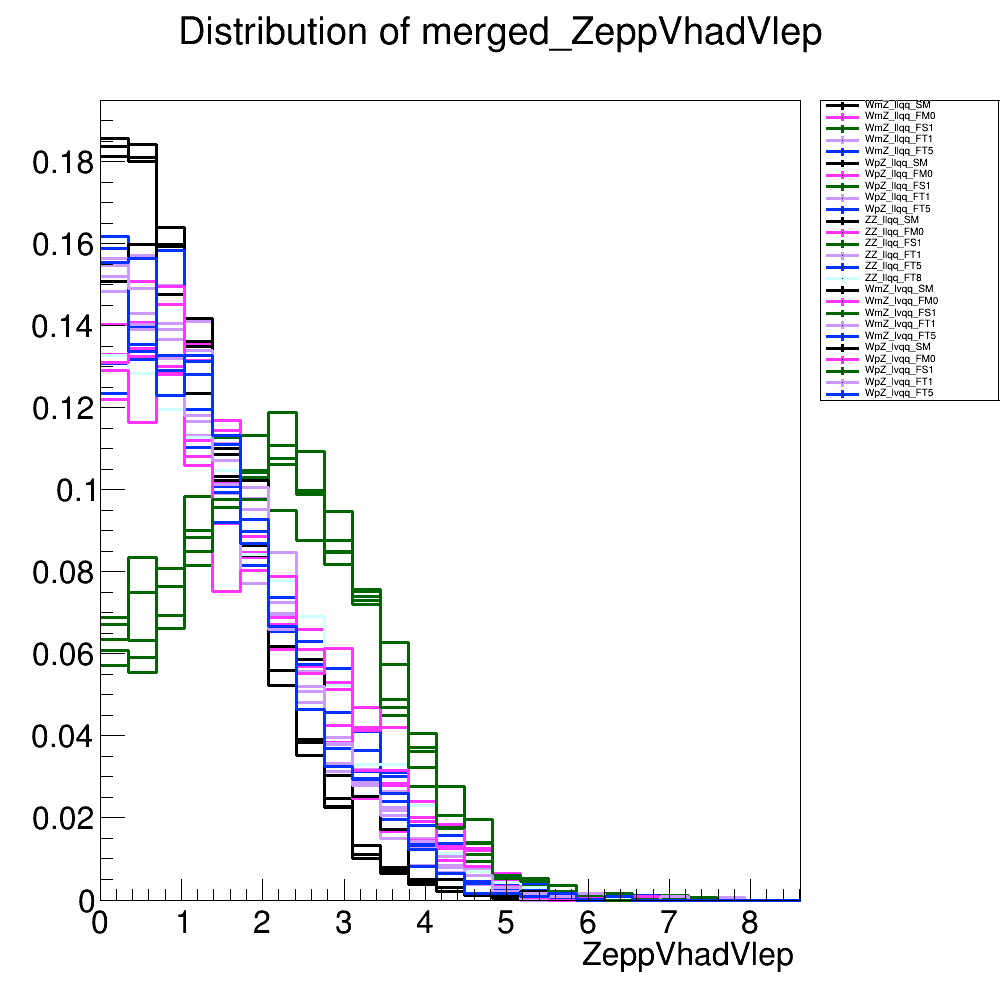 Distribution of merged_ZeppVhadVlep
WmZ_llqq_SM
WmZ_llqq_FM0
WmZ_llqq_FS1
WmZ_llqq_FT1
WmZ_llqq_FT5
WpZ_llqq_SM
WpZ_llqq_FM0
WpZ_llqq_FS1
WpZ_llqq_FT1
WpZ_llqq_FT5
ZZ_llqq_SM
ZZ_llqq_FM0
ZZ_llqq_FS1
ZZ_llqq_FT1
ZZ_llqq_FT5
ZZ_llqq_FT8
WmZ_lvqq_SM
WmZ_lvqq_FM0
WmZ_lvqq_FS1
WmZ_lvqq_FT1
WmZ_lvqq_FT5
WpZ_lvqq_SM
WpZ_lvqq_FM0
WpZ_lvqq_FS1
WpZ_lvqq_FT1
WpZ_lvqq_FT5
0.18
0.16
0.14
0.12
0.1
0.08
0.06
0.04
0.02
0
0 1 2 3 4 5 6 7 8
ZeppVhadVlep